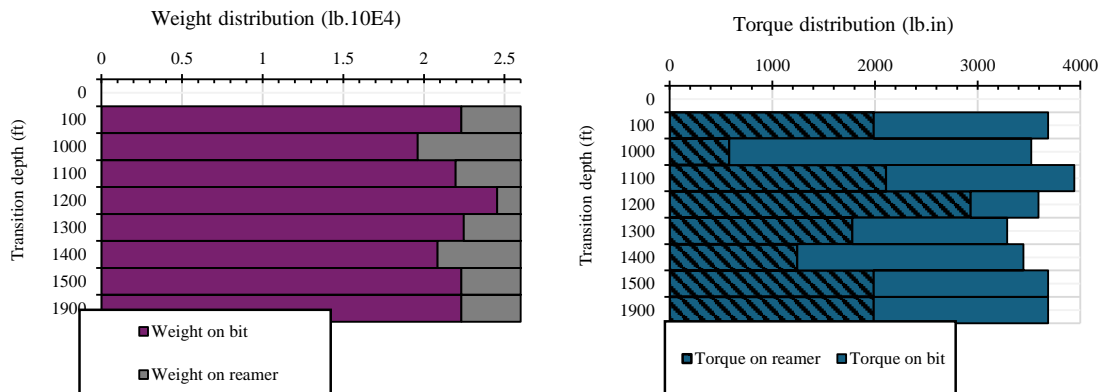 Weight distribution (lb.10E4)
0 0.5 1 1.5 2 2.5
Transition depth (ft)
0
100
1000
1100
1200
1300
1400
1500
1900
Weight on bit
Weight on reamer
Torque distribution (lb.in)
0 1000 2000 3000 4000
Transition depth (ft)
0
100
1000
1100
1200
1300
1400
1500
1900
Torque on reamer Torque on bit